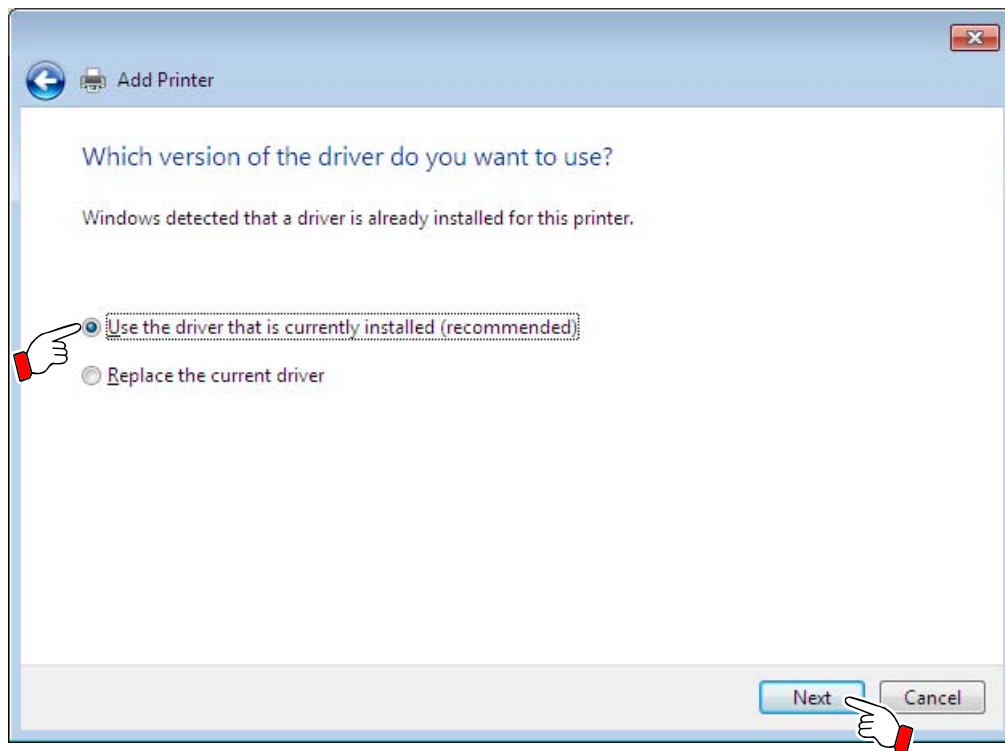 Add Printer
Which version of the driver do you want to use?
Windows detected that a driver is already installed for this printer.
Use the driver that is currently installed (recommended)
Replace the current driver
Next Cancel